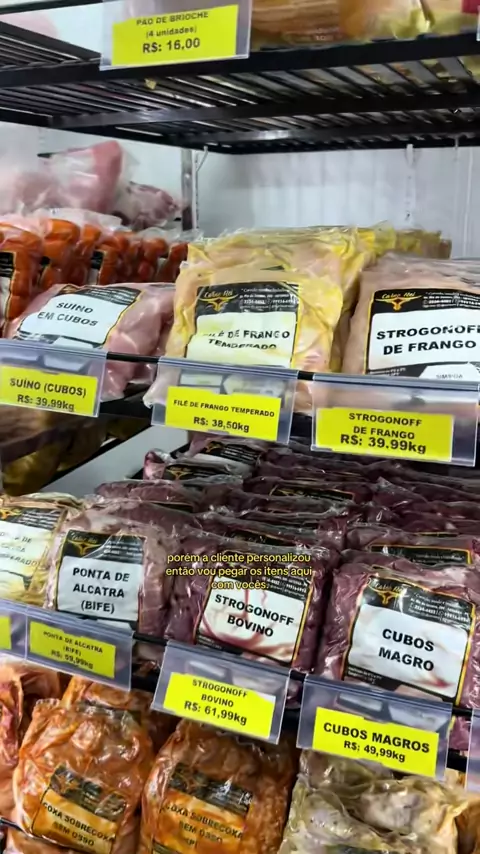 PÃO DE BRIOCHE
(4 unidades)
R$: 16,00
SUÍNO
EM CUBOS
FILÉ DE FRANGO
TEMPERADO
STROGONOFF
DE FRANGO
SUÍNO (CUBOS)
R$: 39.99kg
FILÉ DE FRANGO TEMPERADO
R$: 38,50kg
STROGONOFF
DE FRANGO
R$: 39.99kg
porém a cliente personalizou
então vou pegar os itens aqui
com vocês;
PONTA DE
ALCATRA
(BIFE)
STROGONOFF
BOVINO
CUBOS
MAGRO
PONTA DE ALCATRA
(BIFE)
R$: 69,99kg
STROGONOFF
BOVINO
R$: 61,99kg
CUBOS MAGROS
R$: 49,99kg
COXA SOBRECOXA
SEM OSSO
COXA SOBRECOXA
SEM OSSO